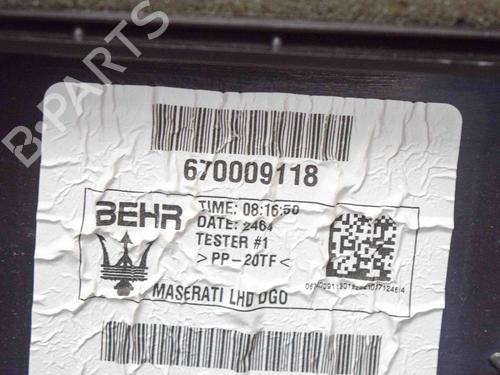 B-PARTS
670009118
BEHR
TIME: 08:16:50
DATE: 2464
TESTER #1
>PP-20TF<
MASERATI LHD DGO